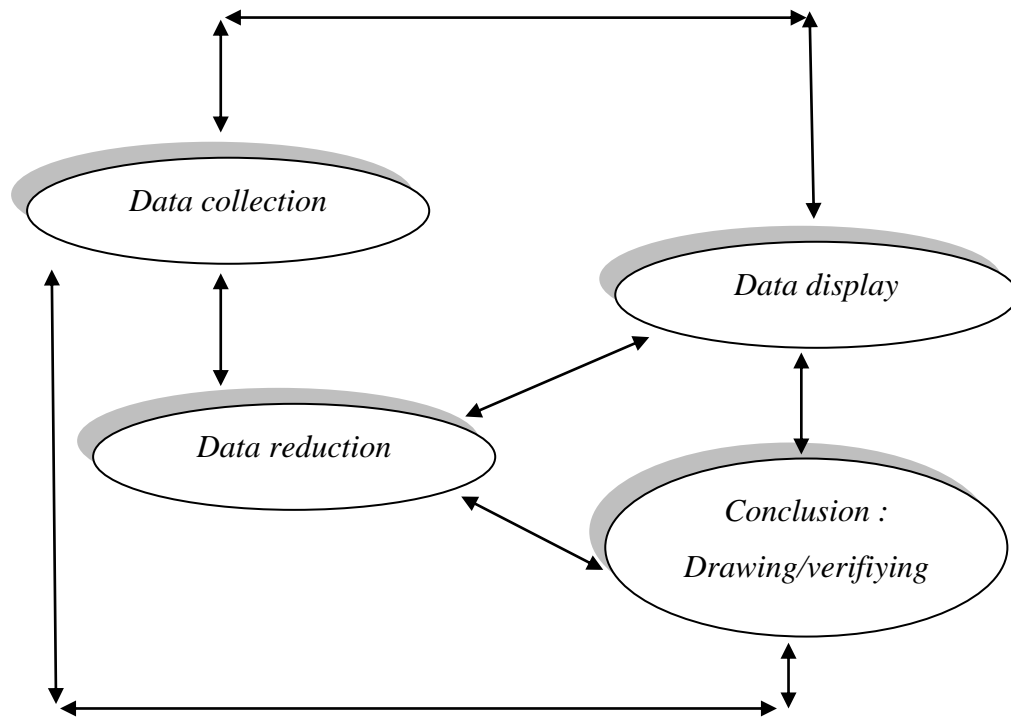 Data collection
Data display
Data reduction
Conclusion :
Drawing/verifiying